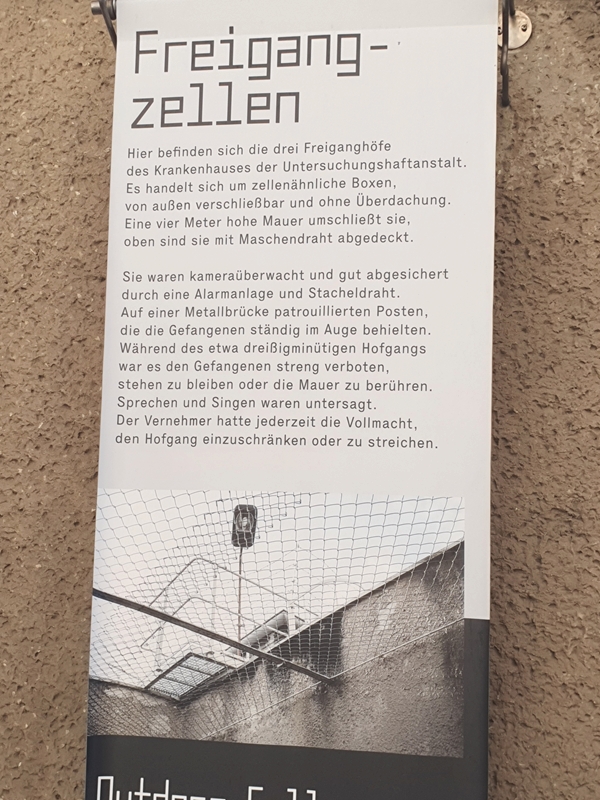 Freigang-
zellen
Hier befinden sich die drei Freiganghöfe
des Krankenhauses der Untersuchungshaftanstalt.
Es handelt sich um zellenähnliche Boxen,
von außen verschließbar und ohne Überdachung.
Eine vier Meter hohe Mauer umschließt sie,
oben sind sie mit Maschendraht abgedeckt.
Sie waren kameraüberwacht und gut abgesichert
durch eine Alarmanlage und Stacheldraht.
Auf einer Metallbrücke patrouillierten Posten,
die die Gefangenen ständig im Auge behielten.
Während des etwa dreißigminütigen Hofgangs
war es den Gefangenen streng verboten,
stehen zu bleiben oder die Mauer zu berühren.
Sprechen und Singen waren untersagt.
Der Vernehmer hatte jederzeit die Vollmacht,
den Hofgang einzuschränken oder zu streichen.
Outdoor